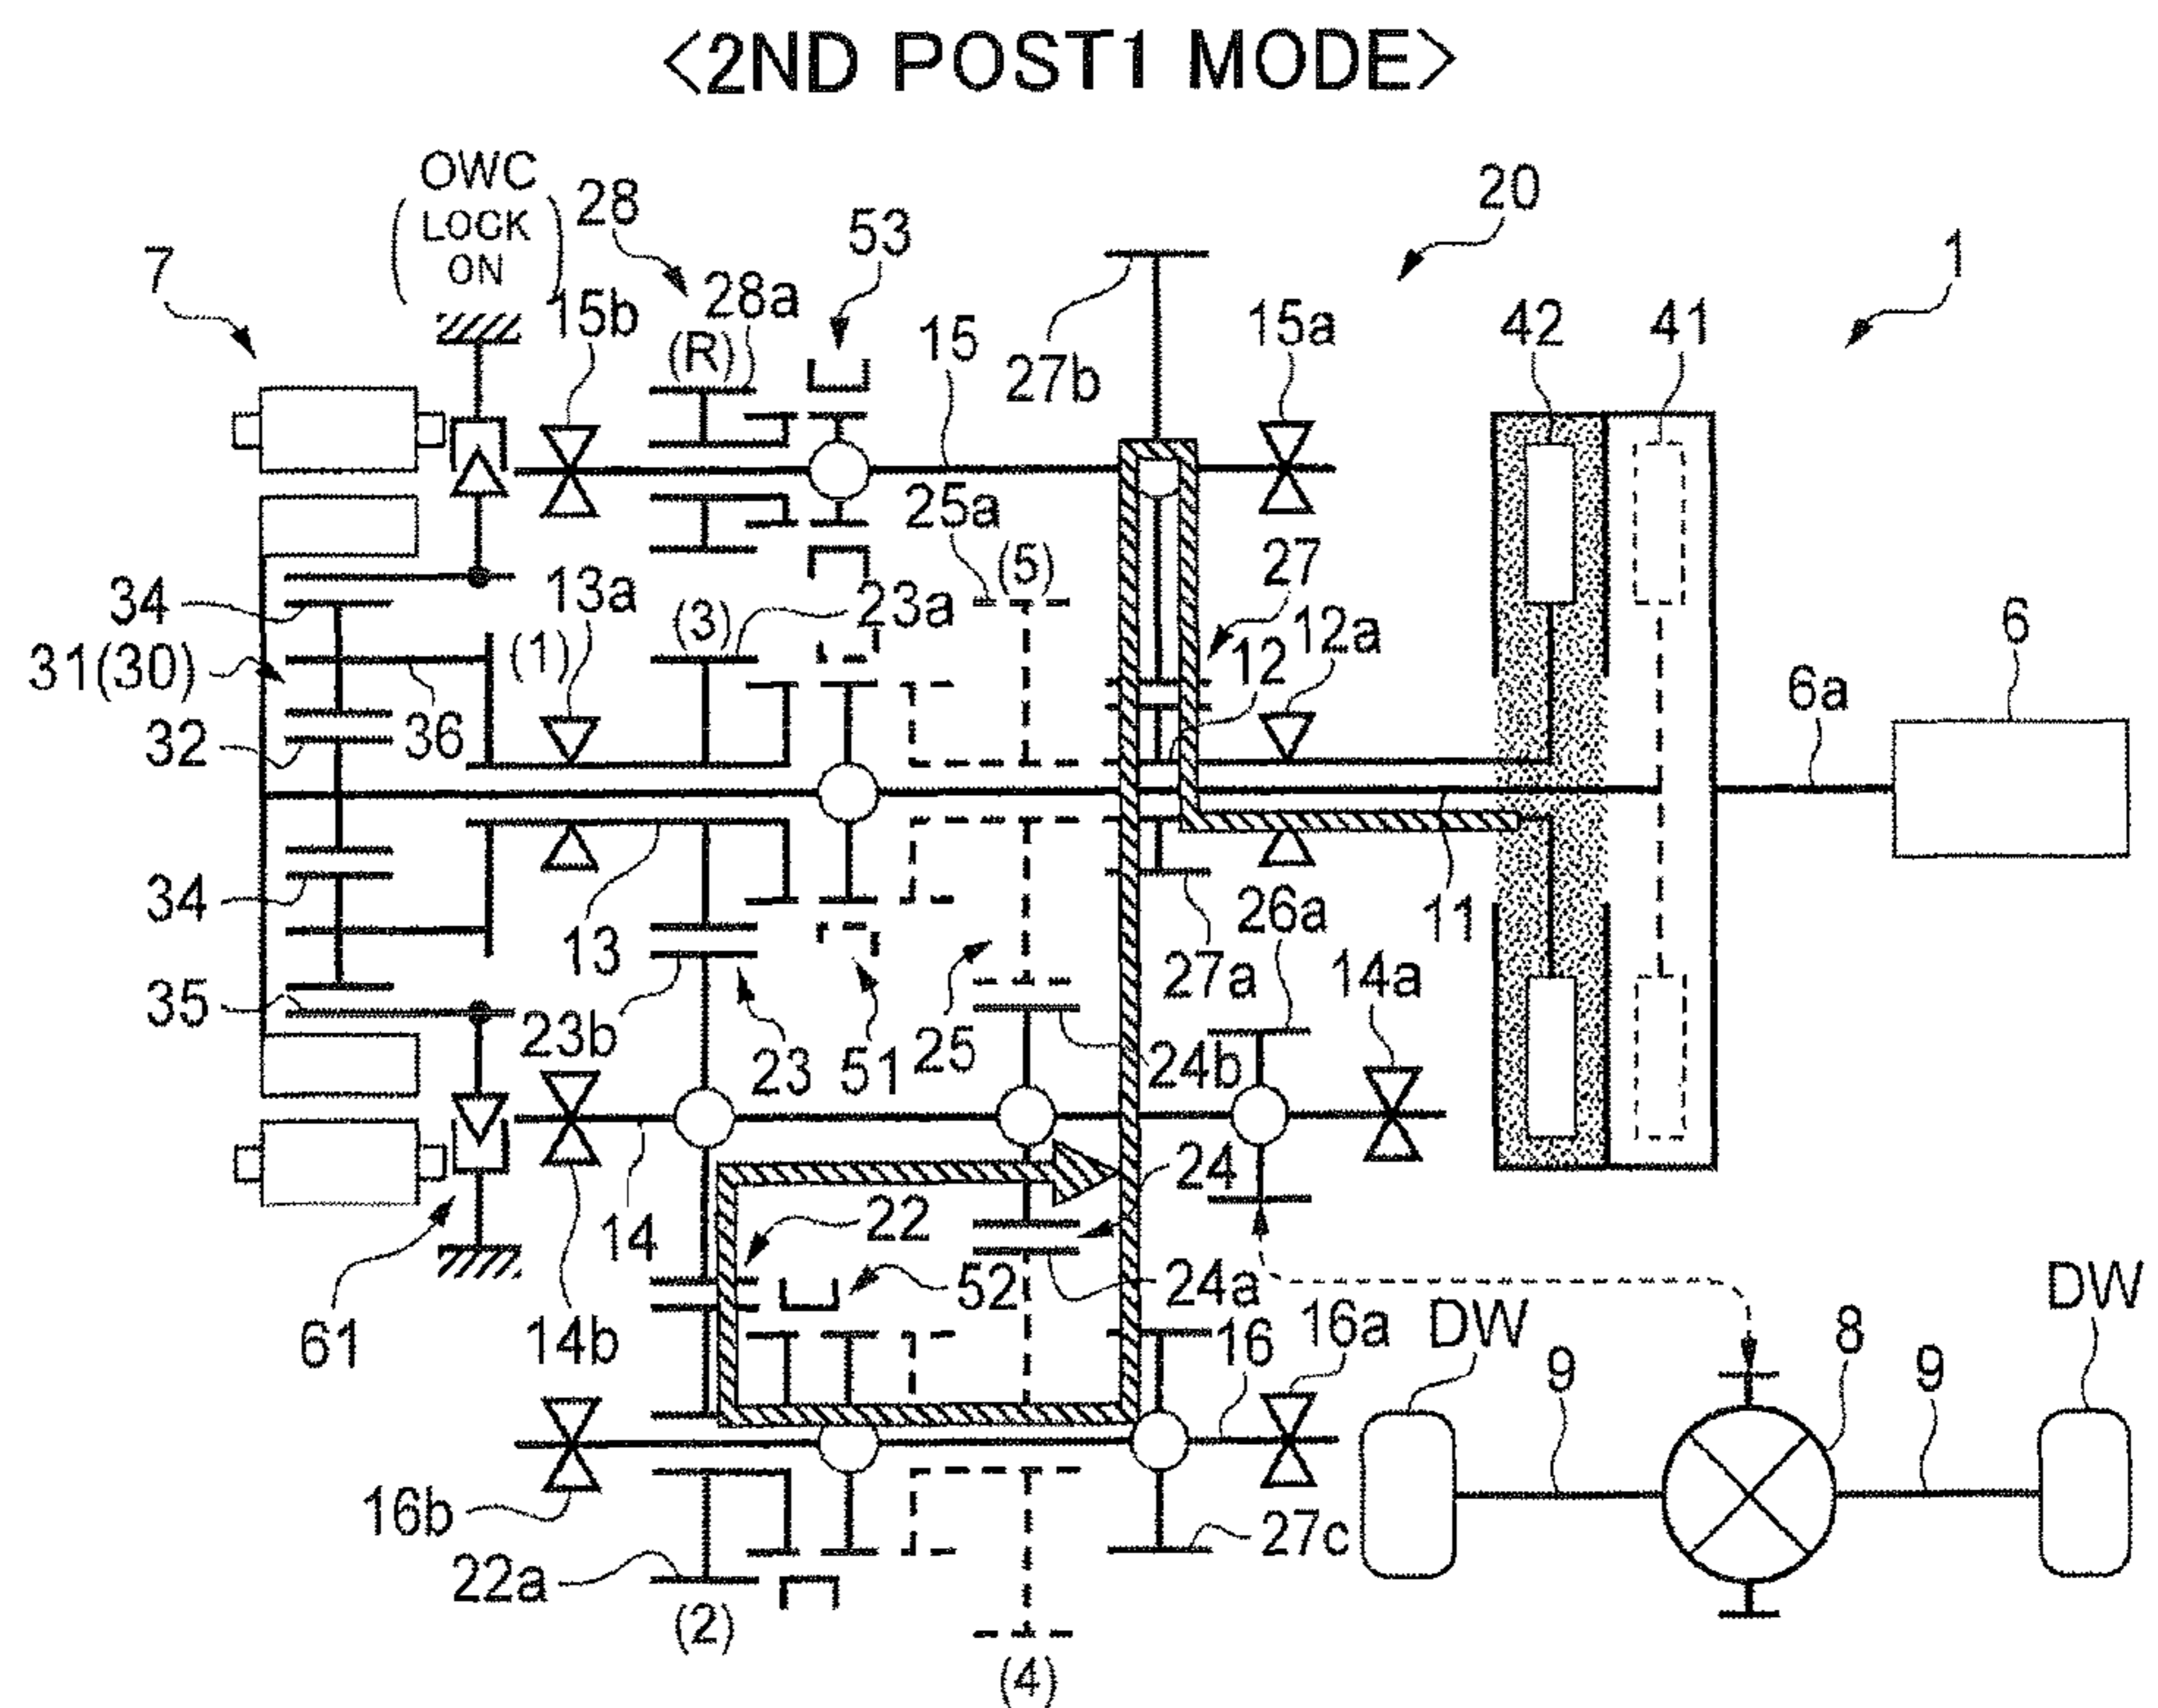 <2ND POST1 MODE>
OWC
(LOCK
ON)
28
53
20
1
7
15b
28a
(R)
15
27b
15a
42
41
25a
(5)
27
34
13a
(1)
(3)
23a
12
12a
6
31(30)
6a
32
36
34
13
26a
11
27a
14a
35
23b
23
51
25
24b
14
22
24
61
14b
52
24a
16
16a
DW
9
8
9
DW
16b
22a
27c
(2)
(4)